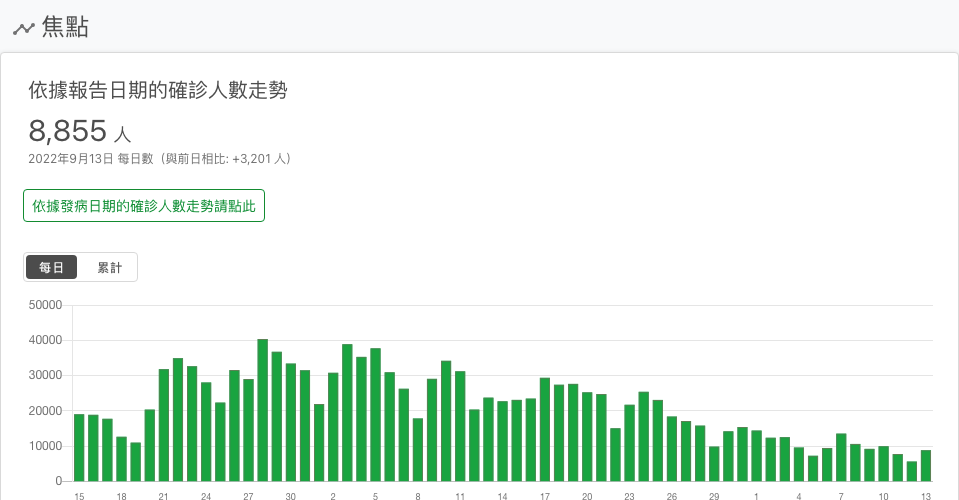 焦點
依據報告日期的確診人數走勢
8,855 人
2022年9月13日 每日數（與前日相比: +3,201 人）
依據發病日期的確診人數走勢請點此
每日 累計
50000
40000
30000
20000
10000
0
15 18 21 24 27 30 2 5 8 11 14 17 20 23 26 29 1 4 7 10 13